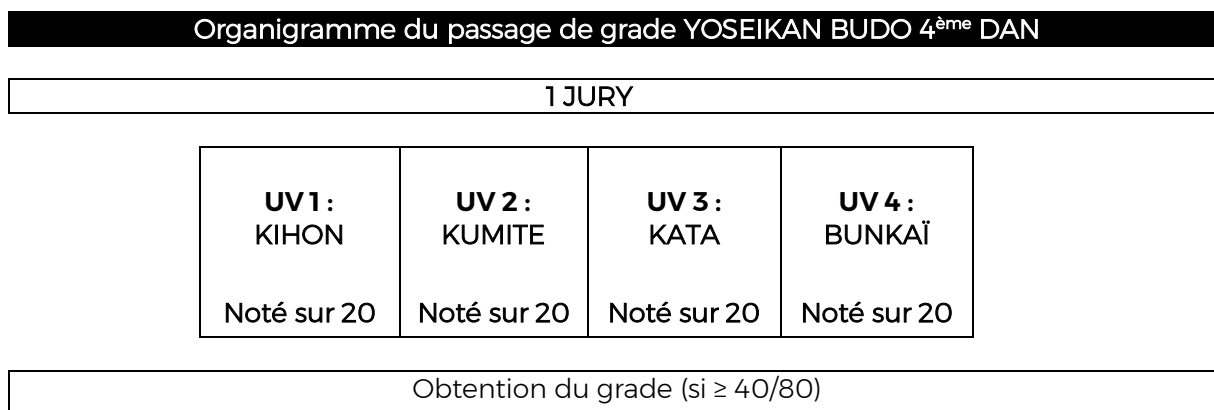 Organigramme du passage de grade YOSEIKAN BUDO 4ème DAN
1 JURY
UV 1 :
KIHON
Noté sur 20
UV 2 :
KUMITE
Noté sur 20
UV 3 :
KATA
Noté sur 20
UV 4 :
BUNKAÏ
Noté sur 20
Obtention du grade (si ≥ 40/80)